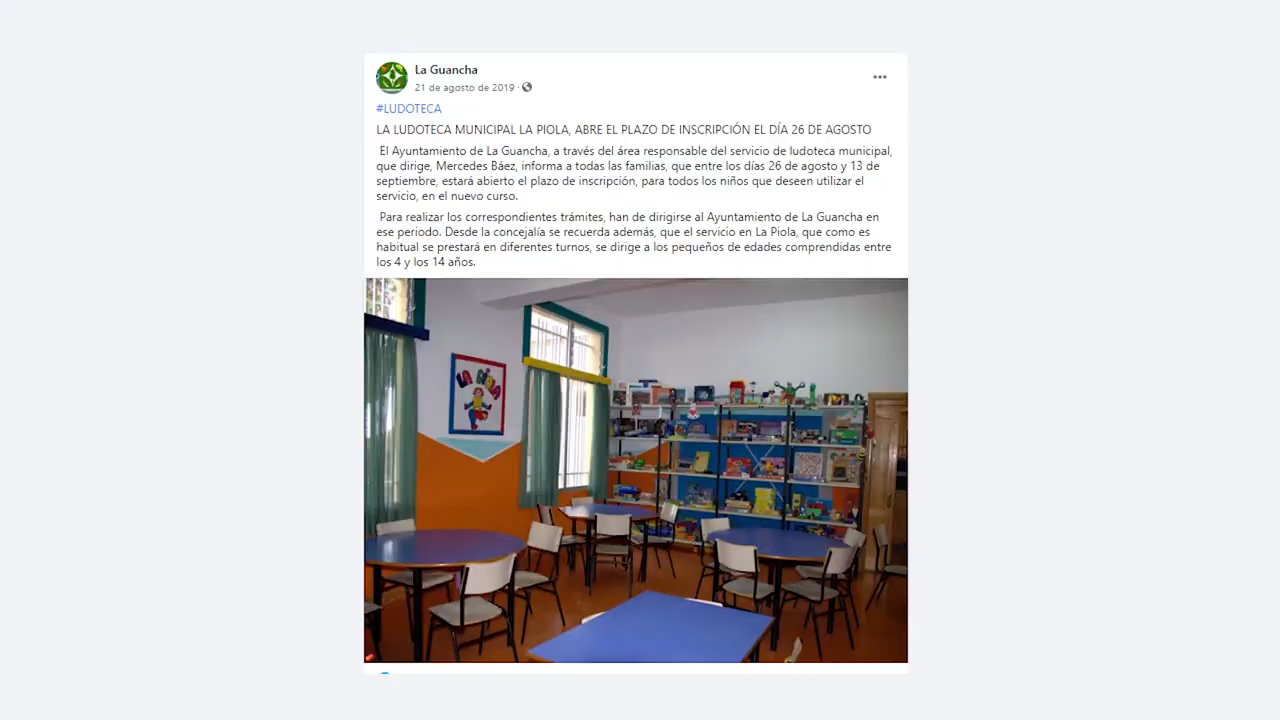 La Guancha
21 de agosto de 2019 ·
#LUDOTECA
LA LUDOTECA MUNICIPAL LA PIOLA, ABRE EL PLAZO DE INSCRIPCIÓN EL DÍA 26 DE AGOSTO
El Ayuntamiento de La Guancha, a través del área responsable del servicio de ludoteca municipal,
que dirige, Mercedes Báez, informa a todas las familias, que entre los días 26 de agosto y 13 de
septiembre, estará abierto el plazo de inscripción, para todos los niños que deseen utilizar el
servicio, en el nuevo curso.
Para realizar los correspondientes trámites, han de dirigirse al Ayuntamiento de La Guancha en
ese periodo. Desde la concejalía se recuerda además, que el servicio en La Piola, que como es
habitual se prestará en diferentes turnos, se dirige a los pequeños de edades comprendidas entre
los 4 y los 14 años.
LA PIOLA